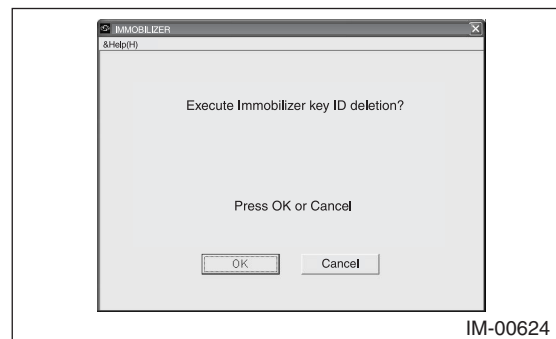 IMMOBILIZER
&Help(H)
Execute Immobilizer key ID deletion?
Press OK or Cancel
OK
Cancel
IM-00624